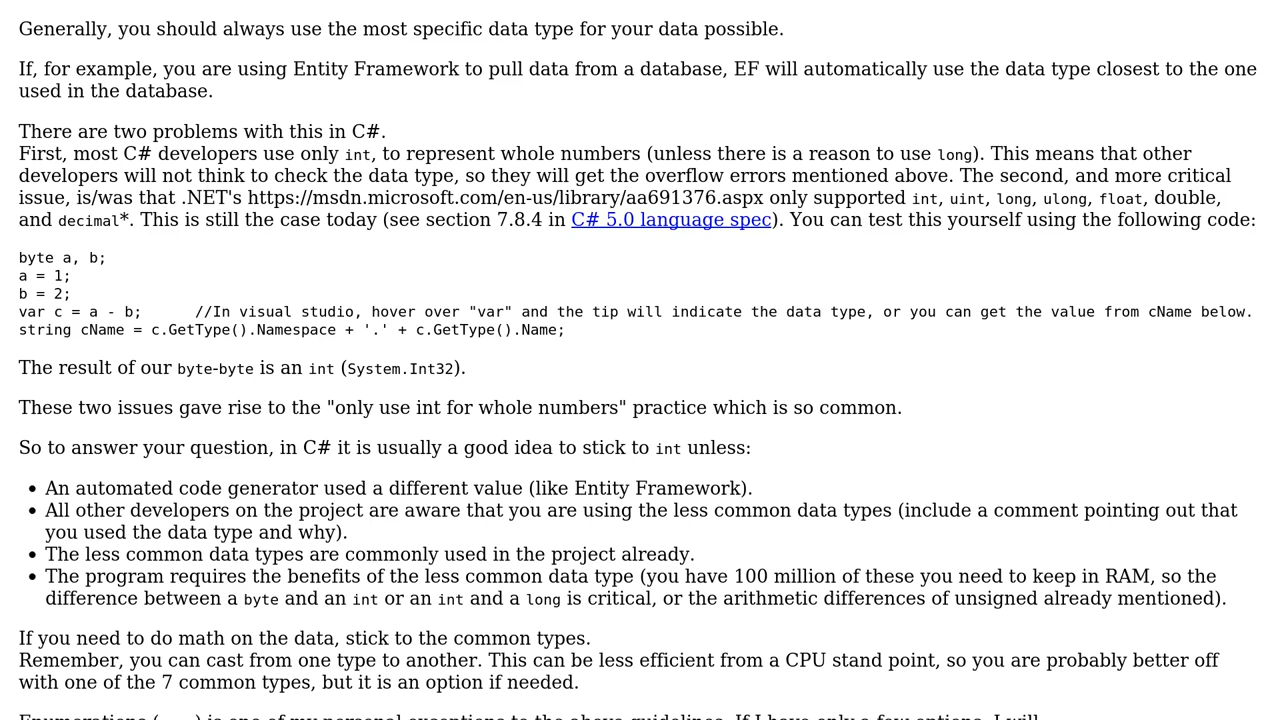 Generally, you should always use the most specific data type for your data possible.
If, for example, you are using Entity Framework to pull data from a database, EF will automatically use the data type closest to the one
used in the database.
There are two problems with this in C#.
First, most C# developers use only int, to represent whole numbers (unless there is a reason to use long). This means that other
developers will not think to check the data type, so they will get the overflow errors mentioned above. The second, and more critical
issue, is/was that .NET's https://msdn.microsoft.com/en-us/library/aa691376.aspx only supported int, uint, long, ulong, float, double,
and decimal*. This is still the case today (see section 7.8.4 in C# 5.0 language spec). You can test this yourself using the following code:
byte a, b;
a = 1;
b = 2;
var c = a - b;      //In visual studio, hover over "var" and the tip will indicate the data type, or you can get the value from cName below.
string cName = c.GetType().Namespace + '.' + c.GetType().Name;
The result of our byte-byte is an int (System.Int32).
These two issues gave rise to the "only use int for whole numbers" practice which is so common.
So to answer your question, in C# it is usually a good idea to stick to int unless:
• An automated code generator used a different value (like Entity Framework).
• All other developers on the project are aware that you are using the less common data types (include a comment pointing out that
you used the data type and why).
• The less common data types are commonly used in the project already.
• The program requires the benefits of the less common data type (you have 100 million of these you need to keep in RAM, so the
difference between a byte and an int or an int and a long is critical, or the arithmetic differences of unsigned already mentioned).
If you need to do math on the data, stick to the common types.
Remember, you can cast from one type to another. This can be less efficient from a CPU stand point, so you are probably better off
with one of the 7 common types, but it is an option if needed.
Enumerations ( ) is one of my personal exceptions to the above guidelines. If I have only a few options, I will